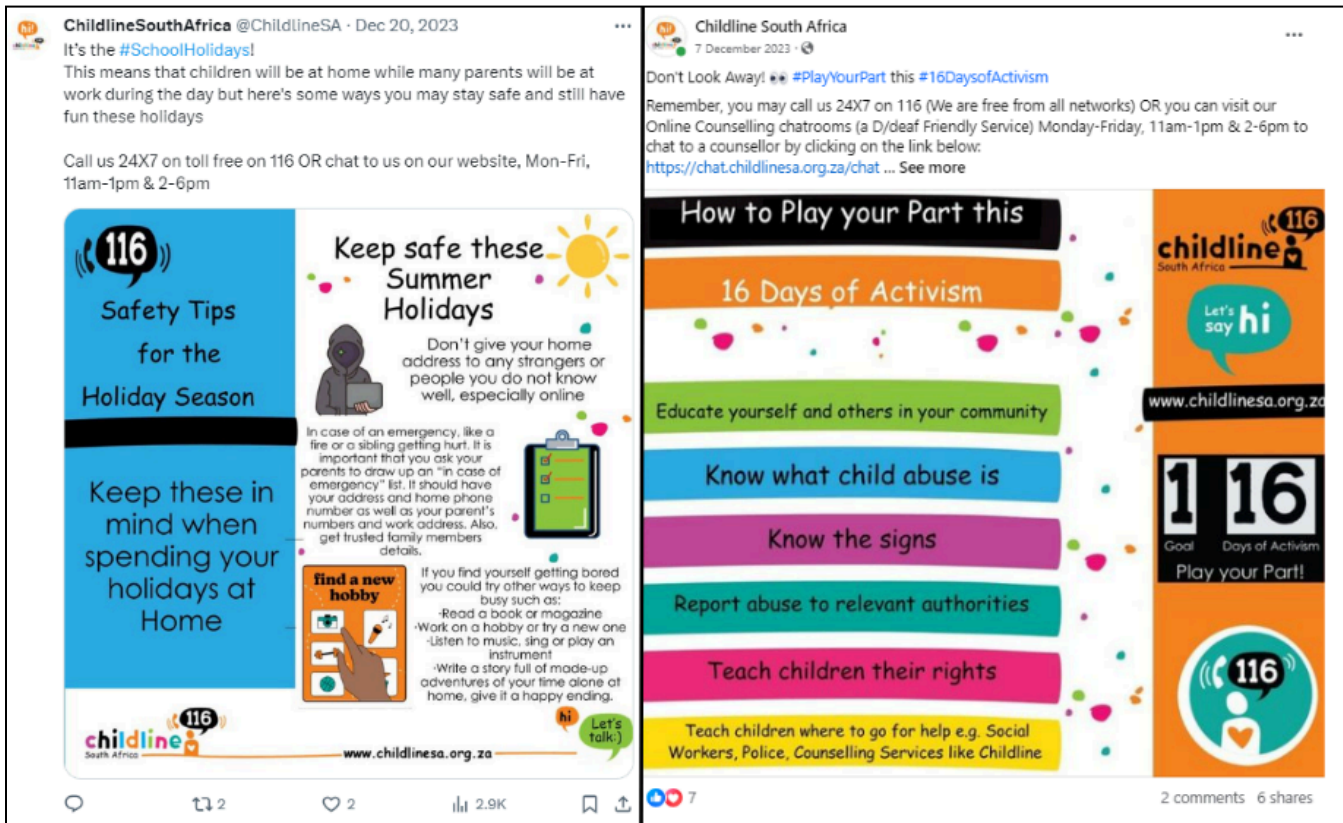 ChildlineSouthAfrica @ChildlineSA · Dec 20, 2023
It's the #SchoolHolidays!
This means that children will be at home while many parents will be at
work during the day but here's some ways you may stay safe and still have
fun these holidays
Call us 24X7 on toll free on 116 OR chat to us on our website, Mon-Fri,
11am-1pm & 2-6pm
116
Safety Tips
for the
Holiday Season
Keep these in
mind when
spending your
holidays at
Home
Keep safe these
Summer
Holidays
Don't give your home
address to any strangers or
people you do not know
well, especially online
In case of an emergency, like a
fire or a sibling getting hurt. It is
important that you ask your
parents to draw up an "in case of
emergency" list. It should have
your address and home phone
number as well as your parent's
numbers and work address. Also,
get trusted family members
details.
find a new
hobby
If you find yourself getting bored
you could try other ways to keep
busy such as:
·Read a book or magazine
·Work on a hobby or try a new one
·Listen to music, sing or play an
instrument
·Write a story full of made-up
adventures of your time alone at
home, give it a happy ending.
116
childline
South Africa
www.childlinesa.org.za
hi
Let's
talk:)
2
2
2.9K
Childline South Africa
7 December 2023 ·
Don't Look Away! 👀 #PlayYourPart this #16DaysofActivism
Remember, you may call us 24X7 on 116 (We are free from all networks) OR you can visit our
Online Counselling chatrooms (a D/deaf Friendly Service) Monday-Friday, 11am-1pm & 2-6pm to
chat to a counsellor by clicking on the link below:
https://chat.childlinesa.org.za/chat ... See more
How to Play your Part this
16 Days of Activism
Educate yourself and others in your community
Know what child abuse is
Know the signs
Report abuse to relevant authorities
Teach children their rights
Teach children where to go for help e.g. Social
Workers, Police, Counselling Services like Childline
116
childline
South Africa
Let's
say hi
www.childlinesa.org.za
1 16
Goal Days of Activism
Play your Part!
116
7
2 comments 6 shares